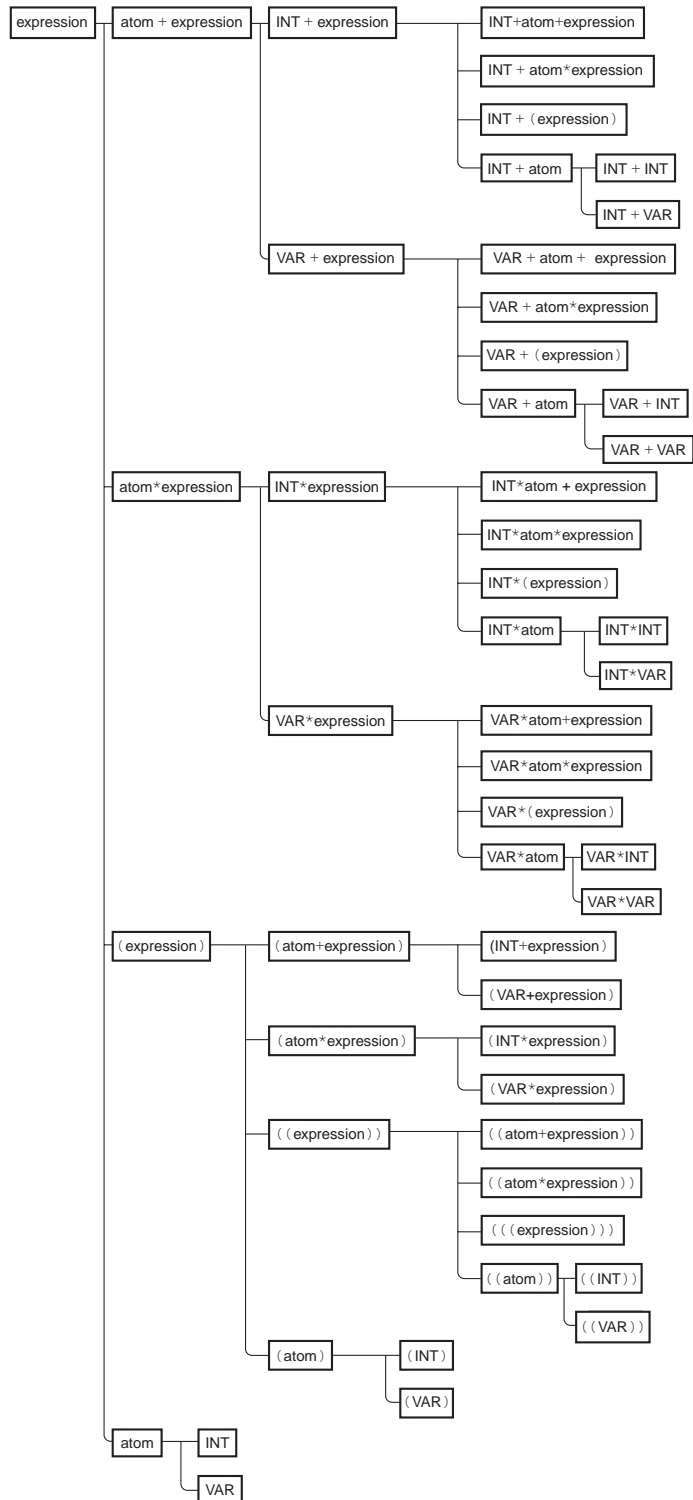 expression atom + expression INT + expression INT+atom+expression
INT + atom*expression
INT + (expression)
INT + atom INT + INT
INT + VAR
VAR + expression VAR + atom + expression
VAR + atom*expression
VAR + (expression)
VAR + atom VAR + INT
VAR + VAR
atom*expression INT*expression INT*atom + expression
INT*atom*expression
INT*(expression)
INT*atom INT*INT
INT*VAR
VAR*expression VAR*atom+expression
VAR*atom*expression
VAR*(expression)
VAR*atom VAR*INT
VAR*VAR
(expression) (atom+expression) (INT+expression)
(VAR+expression)
(atom*expression) (INT*expression)
(VAR*expression)
((expression)) ((atom+expression))
((atom*expression))
(((expression)))
((atom)) ((INT))
((VAR))
(atom) (INT)
(VAR)
atom INT
VAR